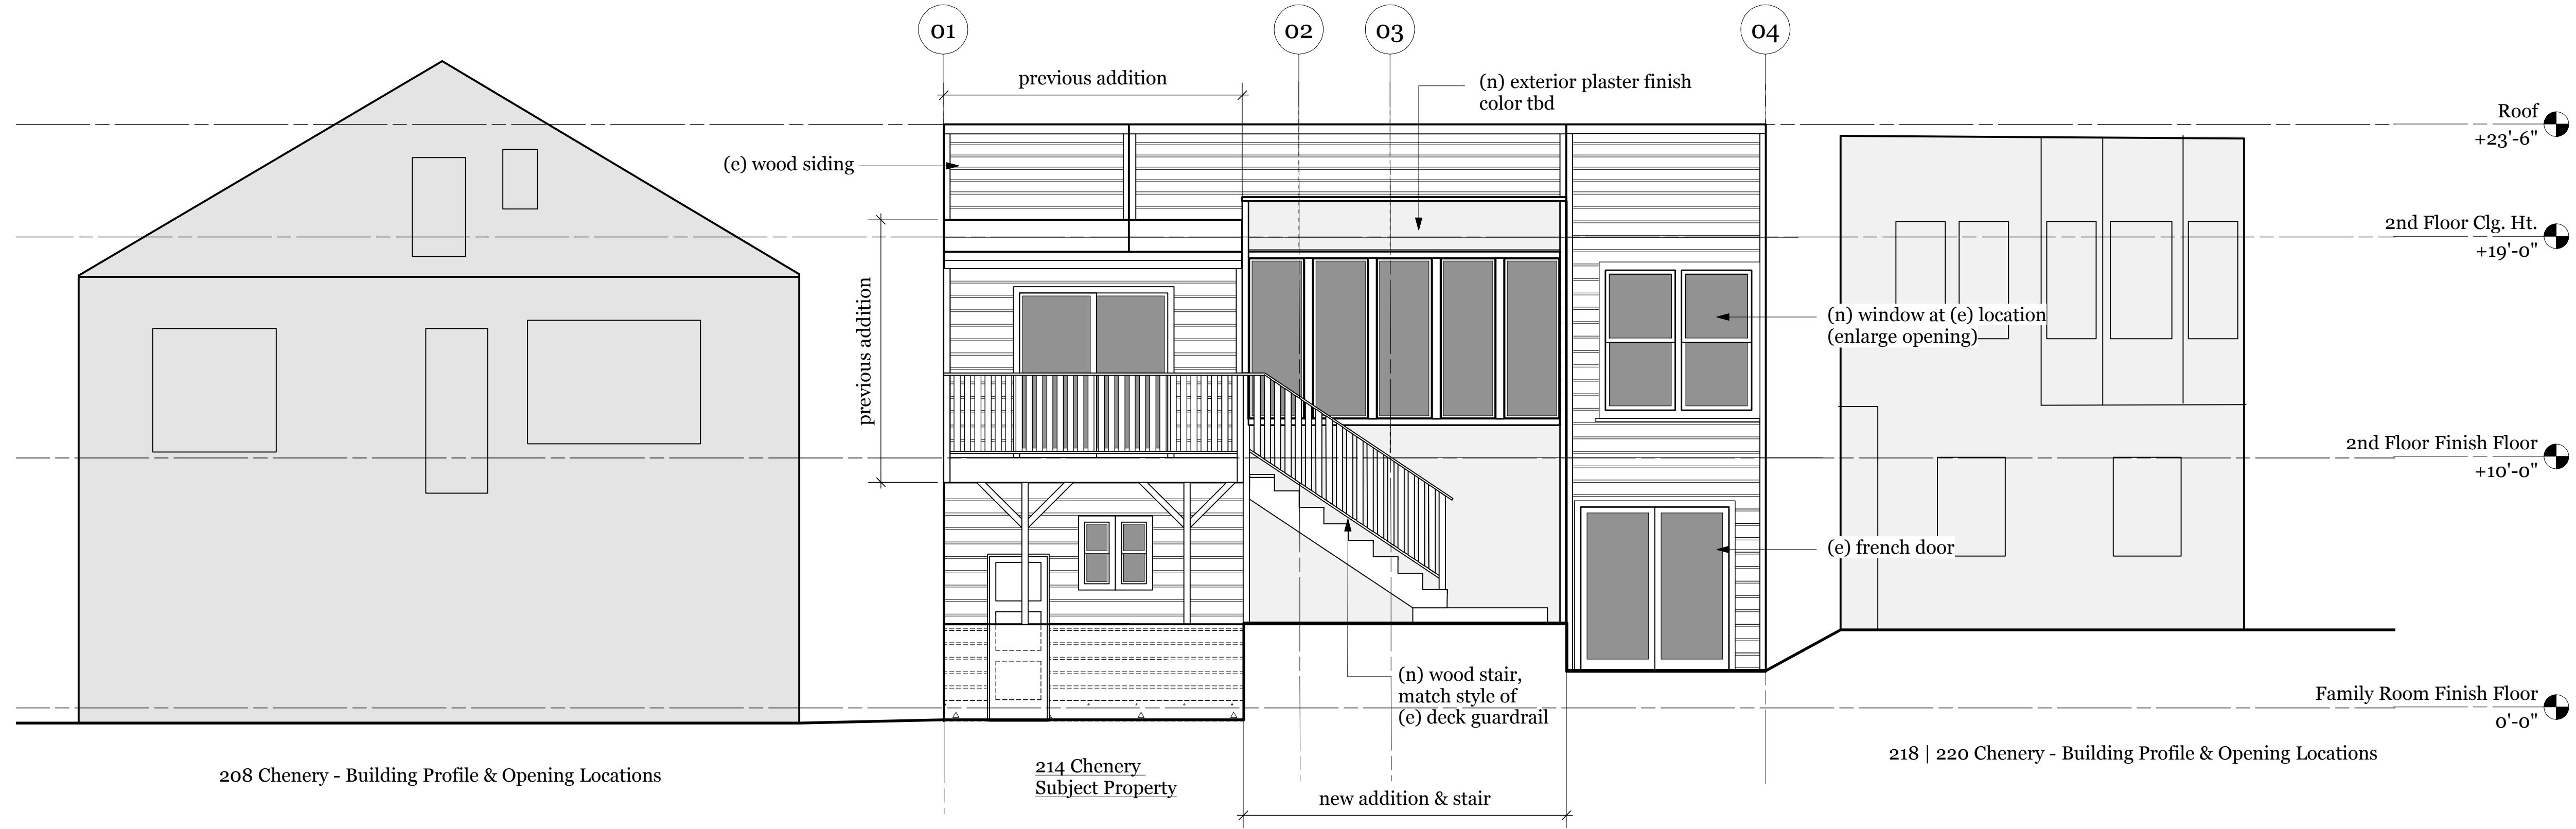 01
02
03
04
previous addition
(n) exterior plaster finish
color tbd
Roof
+23'-6"
(e) wood siding
2nd Floor Clg. Ht.
+19'-0"
previous addition
(n) window at (e) location
(enlarge opening)
2nd Floor Finish Floor
+10'-0"
(e) french door
(n) wood stair,
match style of
(e) deck guardrail
Family Room Finish Floor
0'-0"
208 Chenery - Building Profile & Opening Locations
214 Chenery
Subject Property
new addition & stair
218 | 220 Chenery - Building Profile & Opening Locations